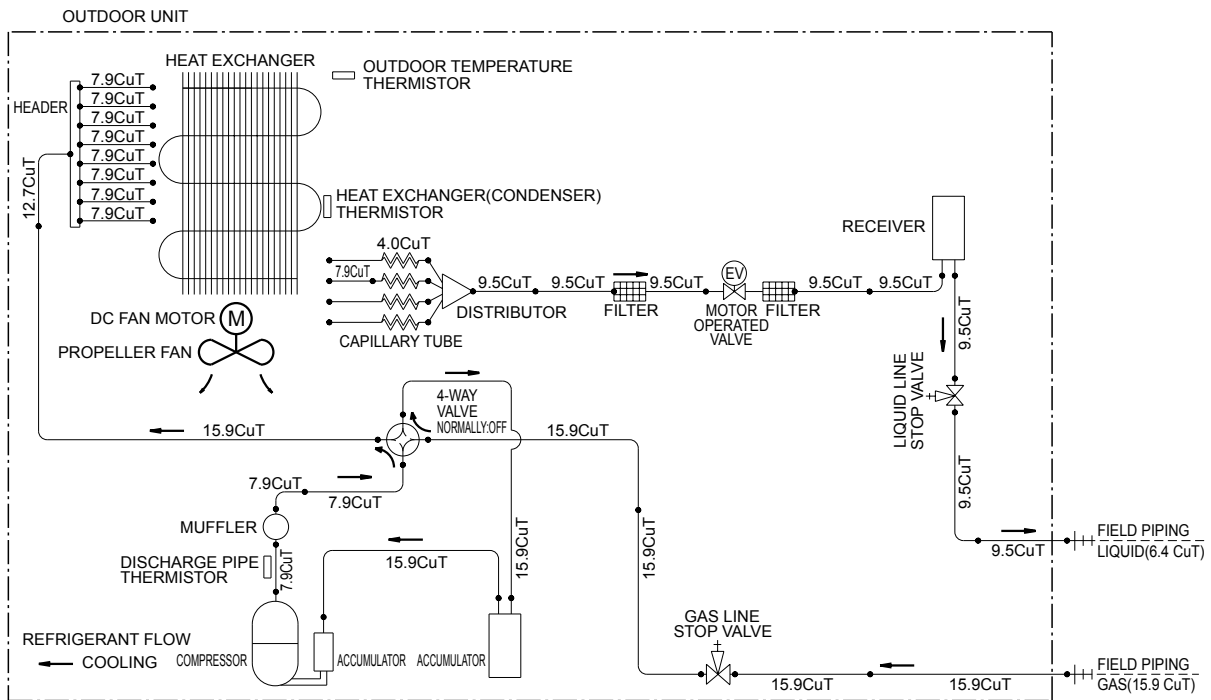 OUTDOOR UNIT
HEAT EXCHANGER
OUTDOOR TEMPERATURE
THERMISTOR
HEADER
7.9CuT
7.9CuT
7.9CuT
7.9CuT
7.9CuT
7.9CuT
7.9CuT
7.9CuT
12.7CuT
HEAT EXCHANGER(CONDENSER)
THERMISTOR
RECEIVER
4.0CuT
7.9CuT
9.5CuT
9.5CuT
9.5CuT
9.5CuT
9.5CuT
EV
DISTRIBUTOR
FILTER
MOTOR
OPERATED
VALVE
FILTER
CAPILLARY TUBE
DC FAN MOTOR
M
PROPELLER FAN
9.5CuT
LIQUID LINE
STOP VALVE
9.5CuT
4-WAY
VALVE
NORMALLY:OFF
15.9CuT
15.9CuT
7.9CuT
7.9CuT
MUFFLER
DISCHARGE PIPE
THERMISTOR
7.9CuT
15.9CuT
15.9CuT
15.9CuT
9.5CuT
FIELD PIPING
LIQUID(6.4 CuT)
GAS LINE
STOP VALVE
REFRIGERANT FLOW
COOLING
COMPRESSOR
ACCUMULATOR
ACCUMULATOR
15.9CuT
15.9CuT
FIELD PIPING
GAS(15.9 CuT)